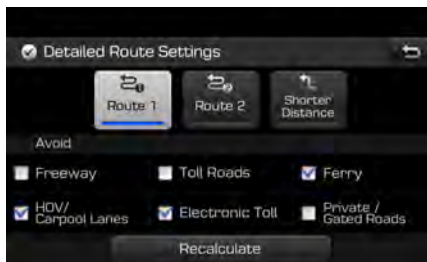 Detailed Route Settings
Route 1
Route 2
Shorter
Distance
Avoid
Freeway
Toll Roads
Ferry
HOV/
Carpool Lanes
Electronic Toll
Private /
Gated Roads
Recalculate